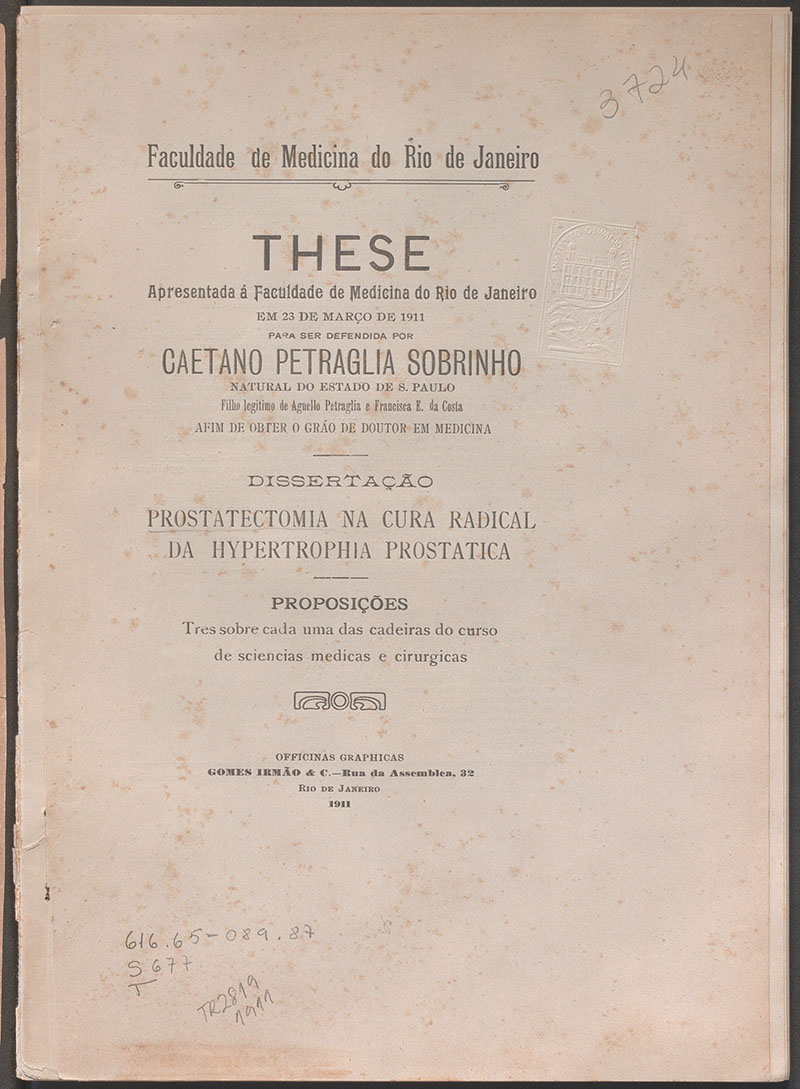 3724
Faculdade de Medicina do Rio de Janeiro
THESE
Apresentada á Faculdade de Medicina do Rio de Janeiro
EM 23 DE MARÇO DE 1911
PARA SER DEFENDIDA POR
CAETANO PETRAGLIA SOBRINHO
NATURAL DO ESTADO DE S. PAULO
Filho legitimo de Agnello Petraglia e Francisca E. da Costa
AFIM DE OBTER O GRÁO DE DOUTOR EM MEDICINA
DISSERTAÇÃO
PROSTATECTOMIA NA CURA RADICAL
DA HYPERTROPHIA PROSTATICA
PROPOSIÇÕES
Tres sobre cada uma das cadeiras do curso
de sciencias medicas e cirurgicas
OFFICINAS GRAPHICAS
GOMES IRMÃO & C.—Rua da Assemblea, 32
RIO DE JANEIRO
1911
616.65-089.87
S677
T
TR2819
1911